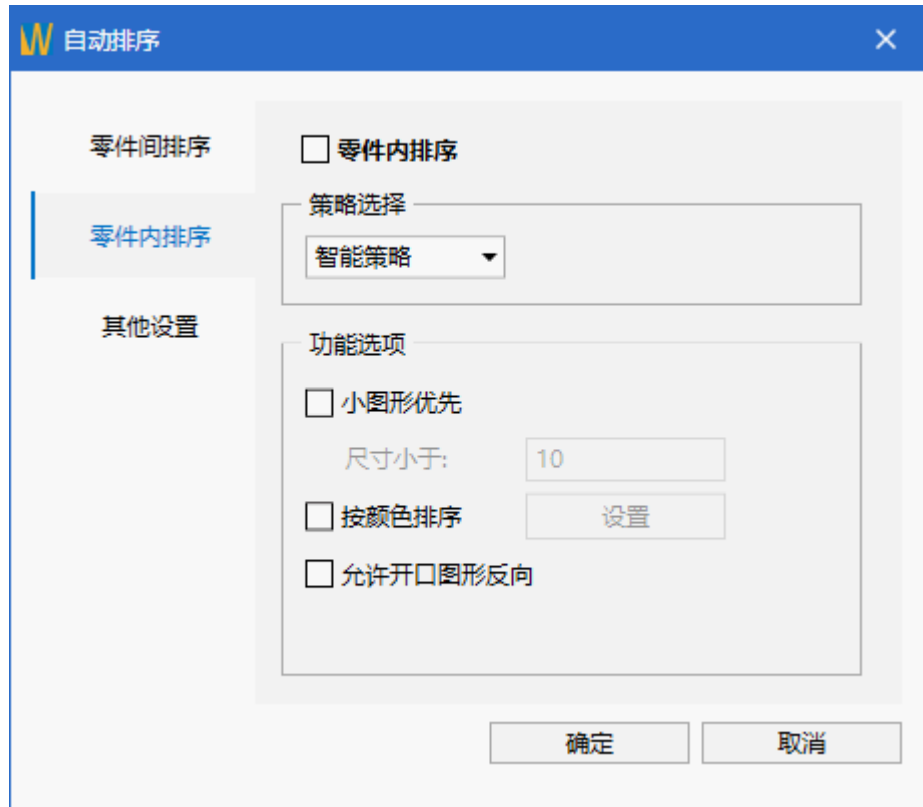 自动排序
零件间排序
零件内排序
其他设置
零件内排序
策略选择
智能策略
功能选项
小图形优先
尺寸小于: 10
按颜色排序 设置
允许开口图形反向
确定 取消